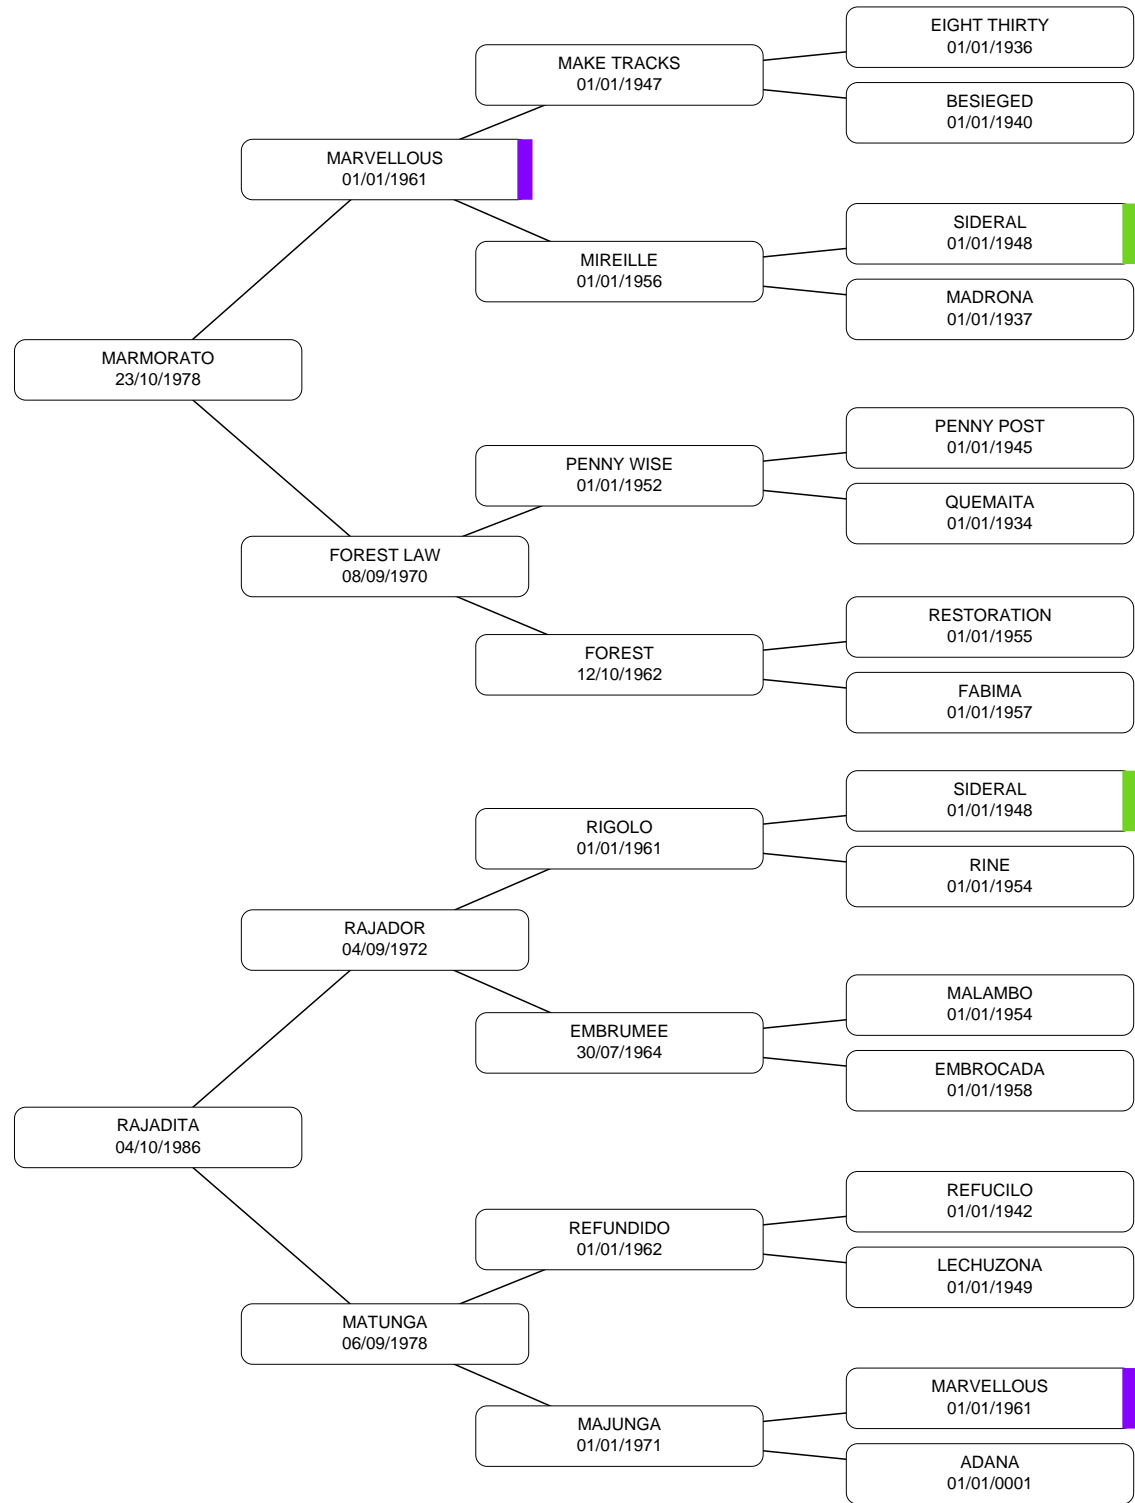 EIGHT THIRTY
01/01/1936
MAKE TRACKS
01/01/1947
BESIEGED
01/01/1940
MARVELLOUS
01/01/1961
SIDERAL
01/01/1948
MIREILLE
01/01/1956
MADRONA
01/01/1937
MARMORATO
23/10/1978
PENNY POST
01/01/1945
PENNY WISE
01/01/1952
QUEMAITA
01/01/1934
FOREST LAW
08/09/1970
RESTORATION
01/01/1955
FOREST
12/10/1962
FABIMA
01/01/1957
SIDERAL
01/01/1948
RIGOLO
01/01/1961
RINE
01/01/1954
RAJADOR
04/09/1972
MALAMBO
01/01/1954
EMBRUMEE
30/07/1964
EMBROCADA
01/01/1958
RAJADITA
04/10/1986
REFUCILO
01/01/1942
REFUNDIDO
01/01/1962
LECHUZONA
01/01/1949
MATUNGA
06/09/1978
MARVELLOUS
01/01/1961
MAJUNGA
01/01/1971
ADANA
01/01/0001